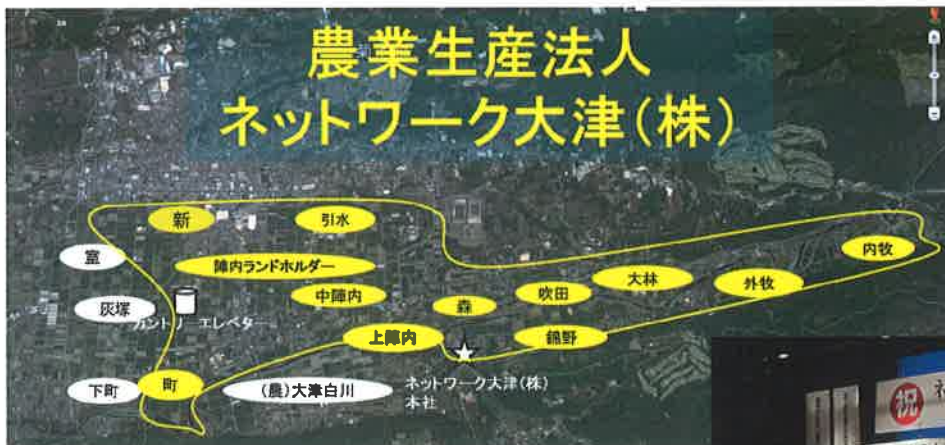 農業生産法人
ネットワーク大津(株)
新
引水
室
内牧
陣内ランドホルダー
大林
外牧
中陣内
吹田
森
灰塚
カントリーエレベター
上陣内
錦野
下町
町
(農)大津白川
ネットワーク大津(株)
本社
祝